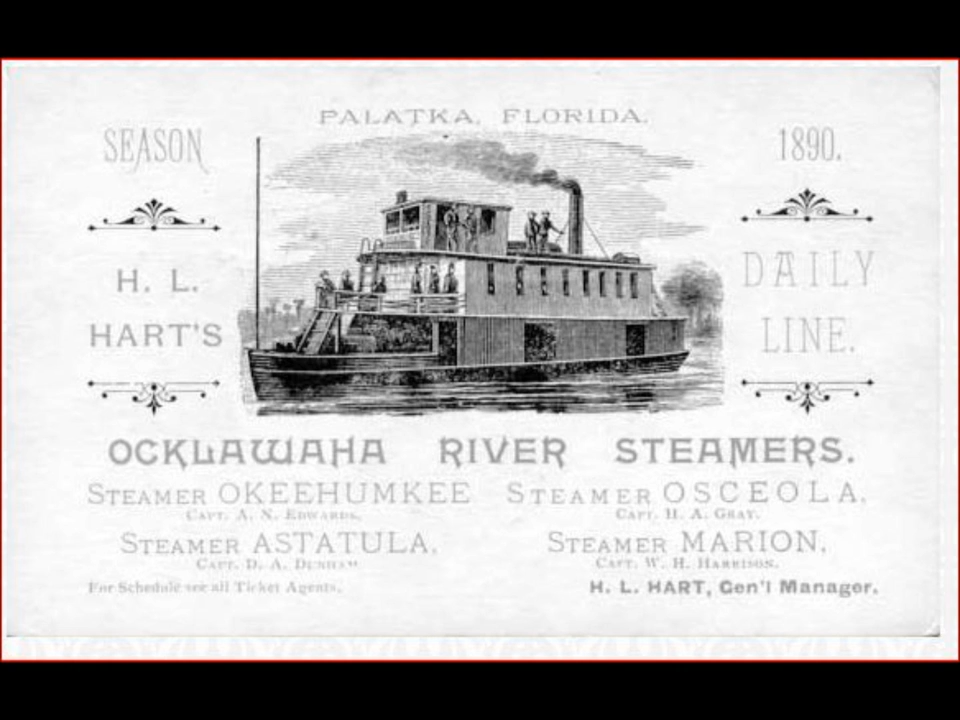 PALATKA, FLORIDA.
SEASON 1890.
H. L. HART'S DAILY LINE.
OCKLAWAHA RIVER STEAMERS.
STEAMER OKEEHUMKEE
CAPT. A. N. EDWARDS.
STEAMER OSCEOLA,
CAPT. H. A. GRAY.
STEAMER ASTATULA,
CAPT. D. A. DUNHAM
STEAMER MARION,
CAPT. W. H. HARRISON.
For Schedule see all Ticket Agents.
H. L. HART, Gen'l Manager.